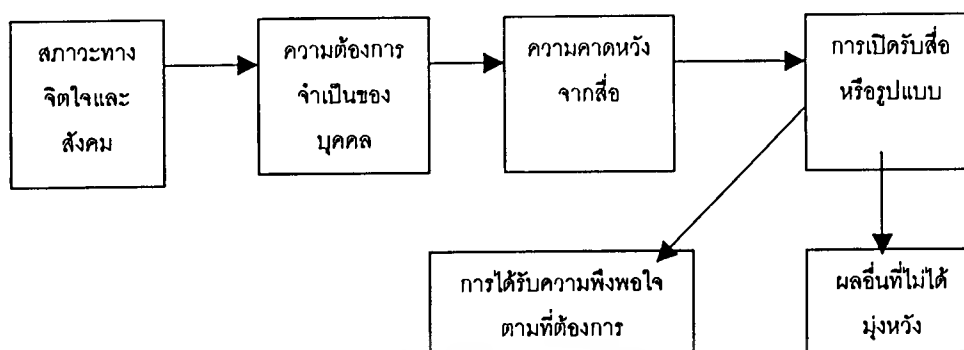 สภาวะทาง
จิตใจและ
สังคม
ความต้องการ
จำเป็นของ
บุคคล
ความคาดหวัง
จากสื่อ
การเปิดรับสื่อ
หรือรูปแบบ
การได้รับความพึงพอใจ
ตามที่ต้องการ
ผลอื่นที่ไม่ได้
มุ่งหวัง